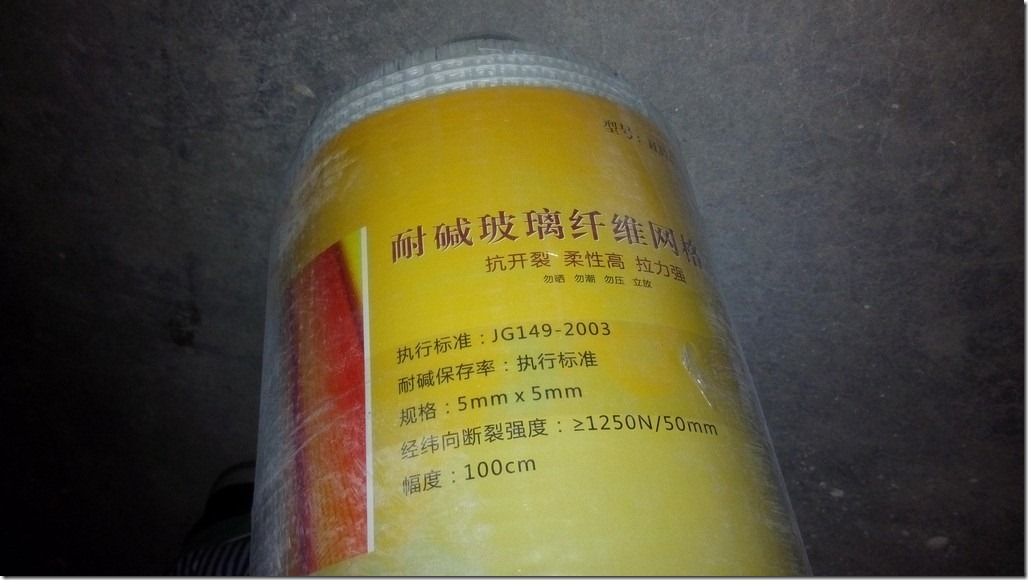 型号：
耐碱玻璃纤维网格
抗开裂 柔性高 拉力强
勿晒 勿潮 勿压 立放
执行标准：JG149-2003
耐碱保存率：执行标准
规格：5mm x 5mm
经纬向断裂强度：≥1250N/50mm
幅度：100cm